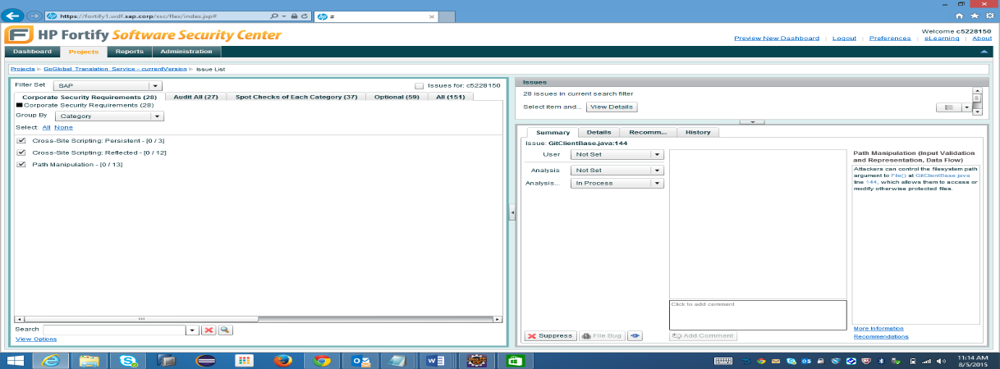 https://fortify1.wdf.sap.corp/ssc/flex/index.jsp#
#
HP Fortify Software Security Center
Welcome c5228150
Preview New Dashboard Logout Preferences eLearning About
Dashboard Projects Reports Administration
Projects GoGlobal Translation Service - currentVersion Issue List
Filter Set SAP Issues for: c5228150
Corporate Security Requirements (28) Audit All (27) Spot Checks of Each Category (37) Optional (59) All (151)
Corporate Security Requirements (28)
Group By Category
Select: All None
Cross-Site Scripting: Persistent - [0 / 3]
Cross-Site Scripting: Reflected - [0 / 12]
Path Manipulation - [0 / 13]
Search
View Options
Issues
28 issues in current search filter
Select item and... View Details
Summary Details Recomm... History
Issue: GitClientBase.java:144
User Not Set
Analysis Not Set
Analysis... In Process
Path Manipulation (Input Validation
and Representation, Data Flow)
Attackers can control the filesystem path
argument to File() at GitClientBase.java
line 144, which allows them to access or
modify otherwise protected files.
Click to add comment
More Information
Recommendations
Suppress File Bug Add Comment
11:14 AM
8/5/2015